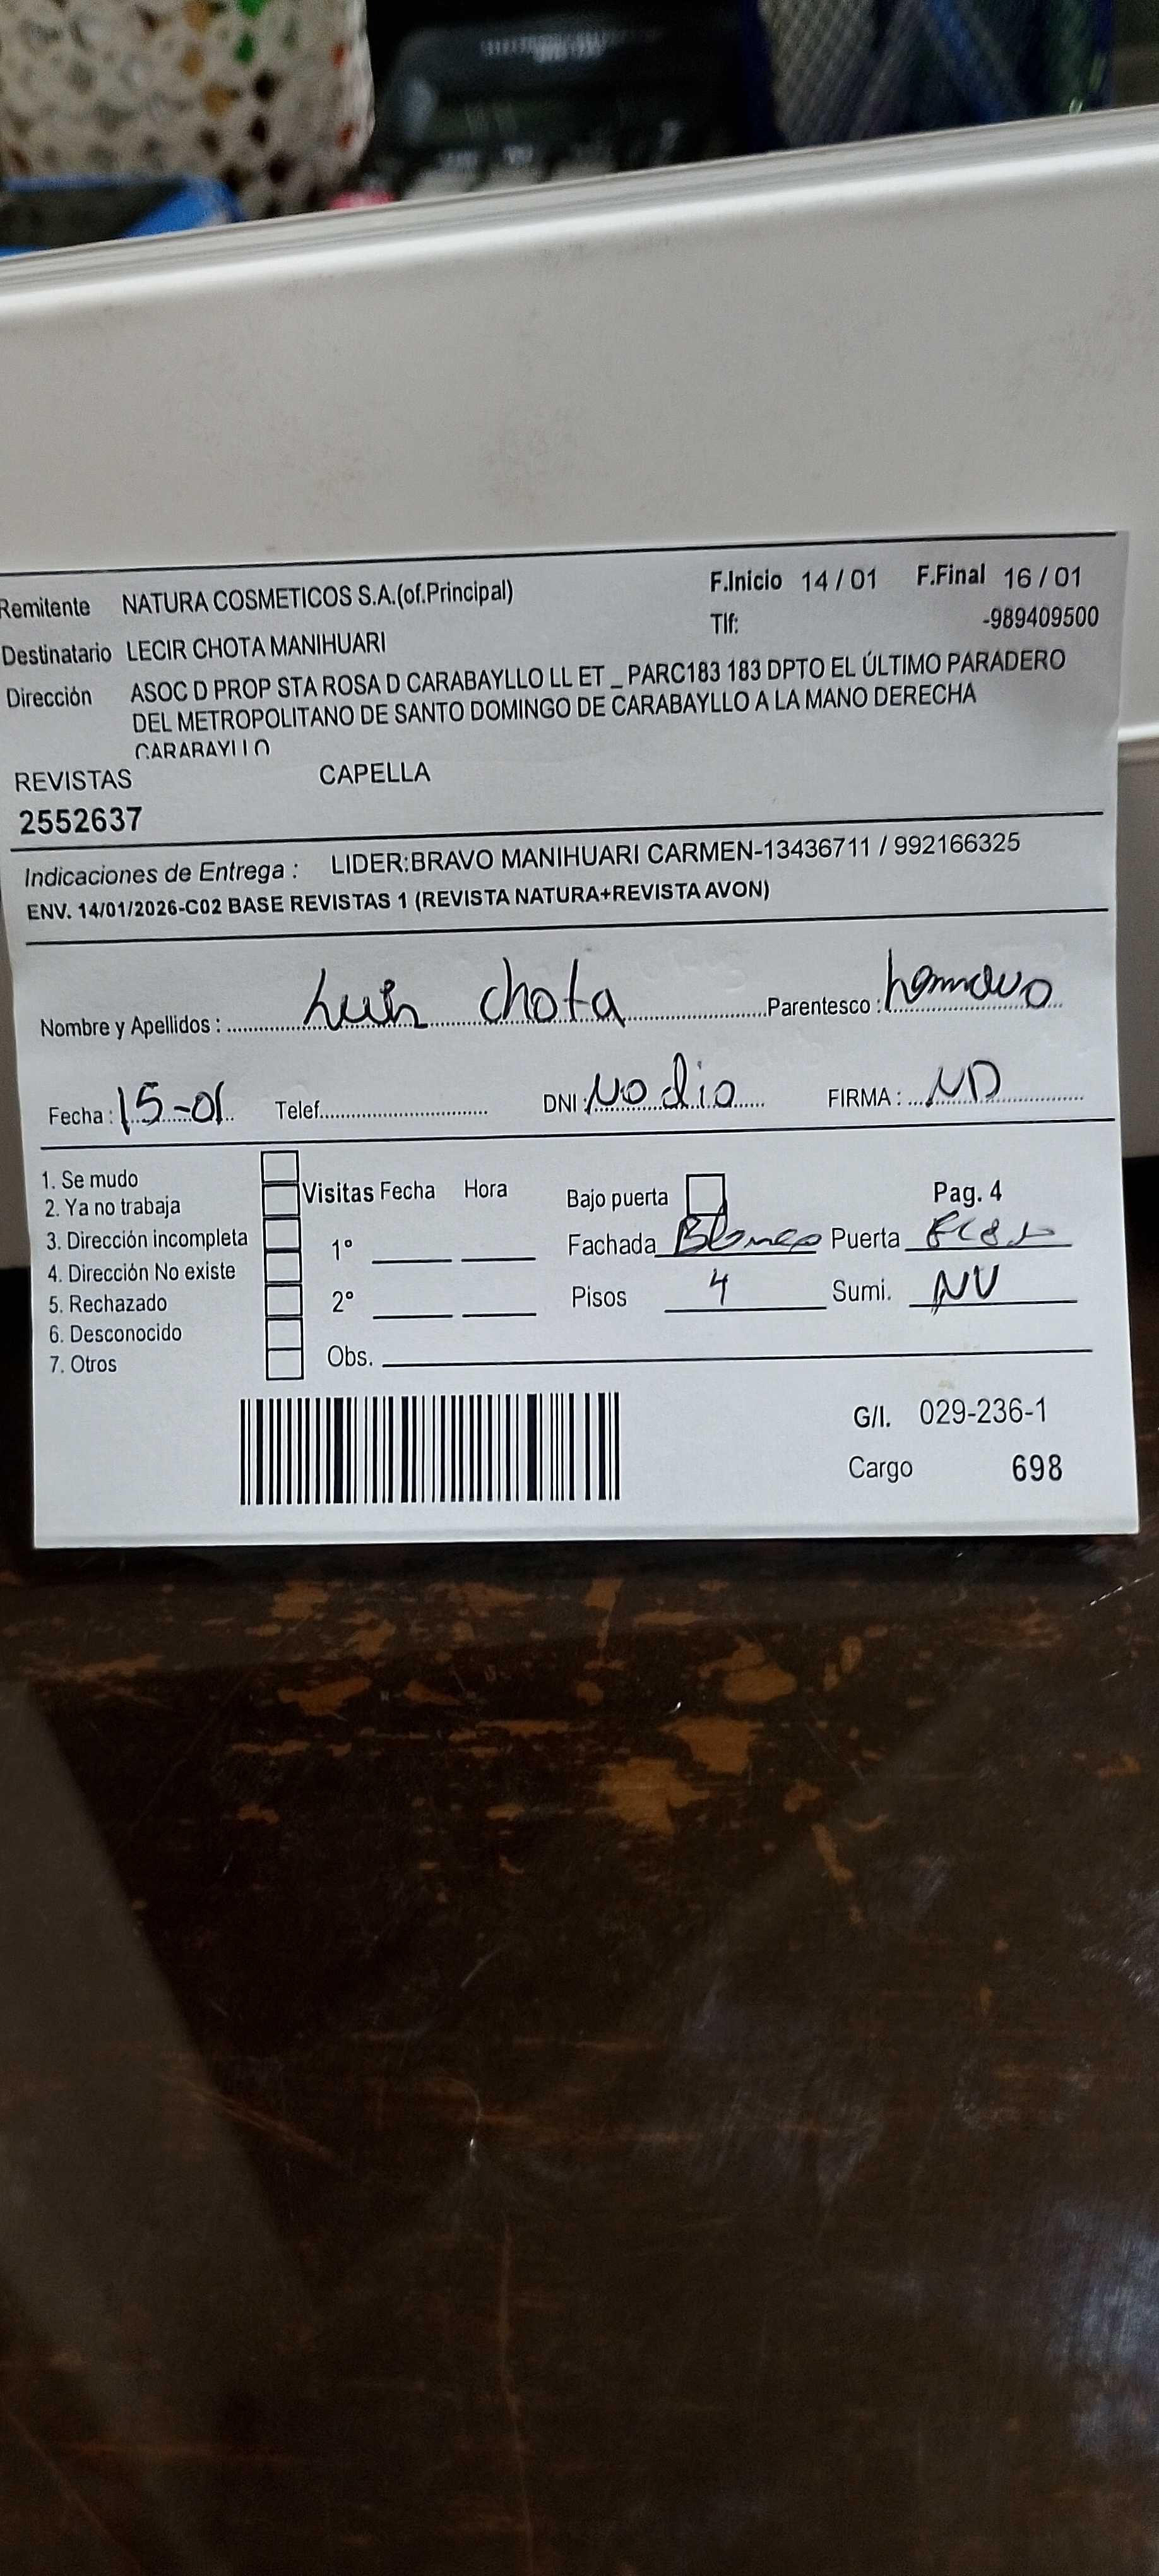 Remitente NATURA COSMETICOS S.A.(of.Principal) F.Inicio 14 / 01 F.Final 16 / 01
Tlf: -989409500
Destinatario LECIR CHOTA MANIHUARI
Dirección ASOC D PROP STA ROSA D CARABAYLLO LL ET _ PARC183 183 DPTO EL ÚLTIMO PARADERO
DEL METROPOLITANO DE SANTO DOMINGO DE CARABAYLLO A LA MANO DERECHA
CARABAYLLO
REVISTAS CAPELLA
2552637
Indicaciones de Entrega : LIDER:BRAVO MANIHUARI CARMEN-13436711 / 992166325
ENV. 14/01/2026-C02 BASE REVISTAS 1 (REVISTA NATURA+REVISTA AVON)
Nombre y Apellidos : Luis chota Parentesco : hermano
Fecha : 15-01 Telef. DNI : No dio FIRMA : ND
1. Se mudo
2. Ya no trabaja
3. Dirección incompleta
4. Dirección No existe
5. Rechazado
6. Desconocido
7. Otros
Visitas Fecha Hora
1°
2°
Obs.
Bajo puerta Pag. 4
Fachada Blanco Puerta
Pisos 4 Sumi. NV
G/I. 029-236-1
Cargo 698